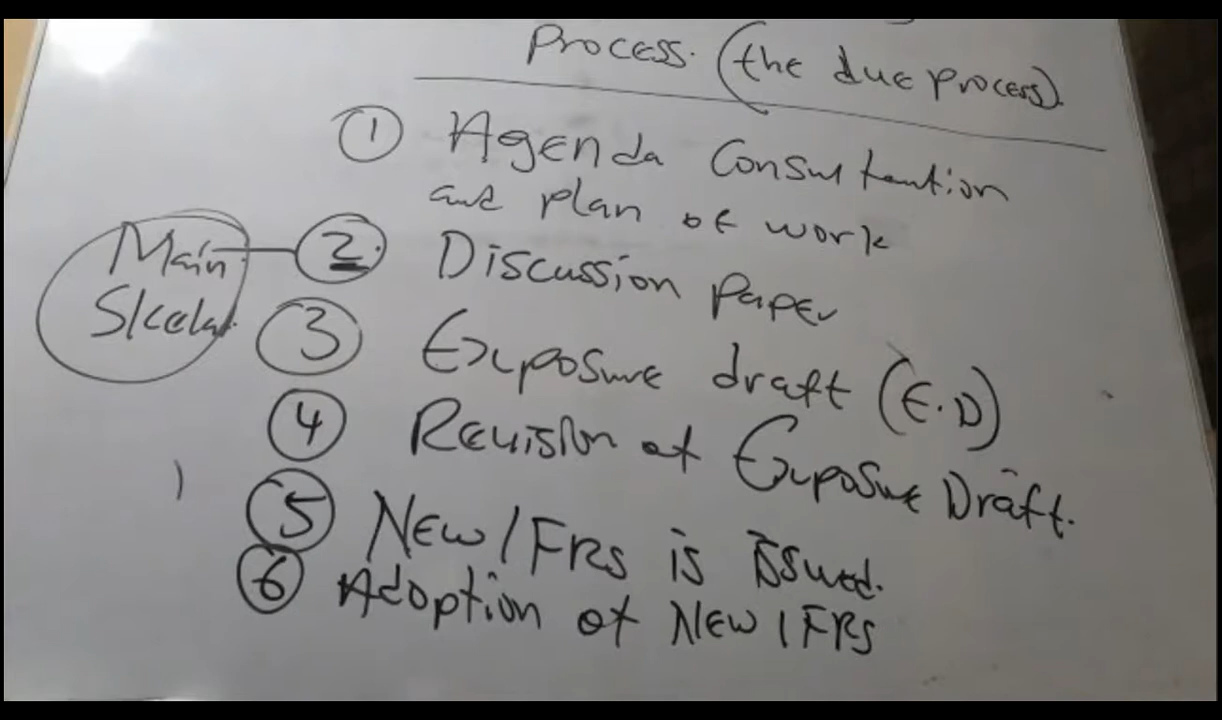 Process. (the due process).
① Agenda Consultation
and plan of work
Main ② Discussion Paper
Skelet.
③ Exposure draft (E.D)
④ Revision of Exposure Draft.
⑤ New IFRS is issued.
⑥ Adoption of New IFRS